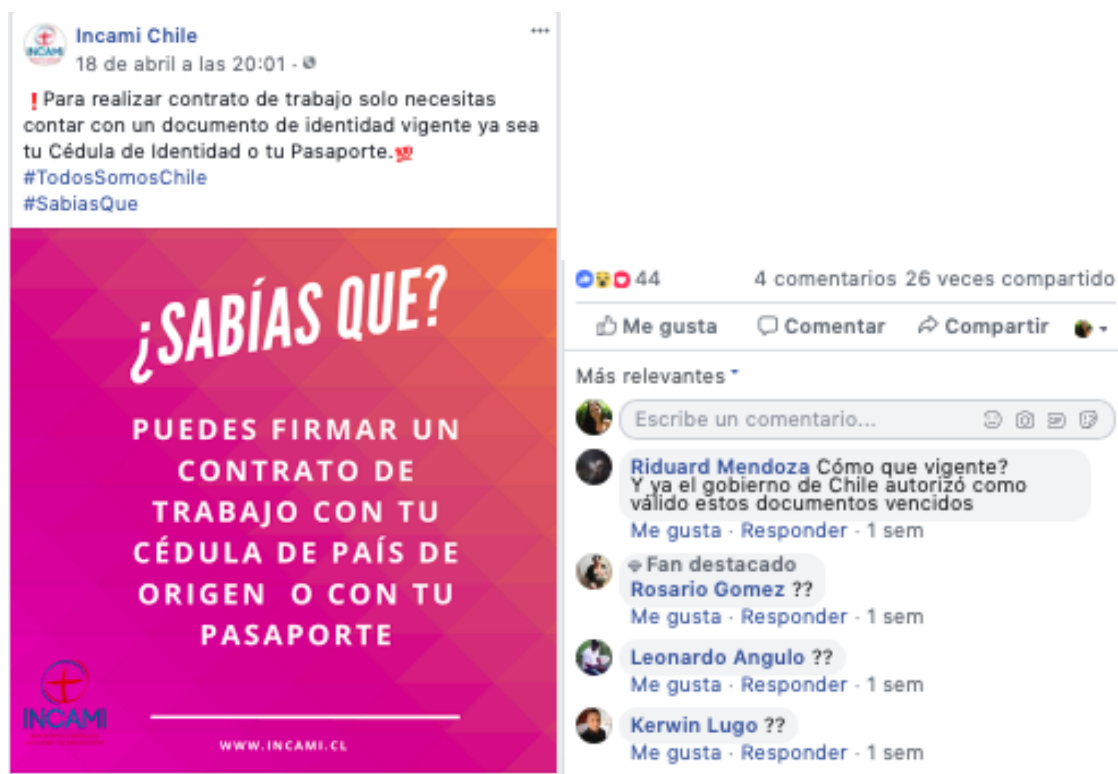 Incami Chile
18 de abril a las 20:01 ·
❗Para realizar contrato de trabajo solo necesitas
contar con un documento de identidad vigente ya sea
tu Cédula de Identidad o tu Pasaporte.💯
#TodosSomosChile
#SabiasQue
¿SABÍAS QUE?
PUEDES FIRMAR UN
CONTRATO DE
TRABAJO CON TU
CÉDULA DE PAÍS DE
ORIGEN O CON TU
PASAPORTE
INCAMI
WWW.INCAMI.CL
44 4 comentarios 26 veces compartido
Me gusta Comentar Compartir
Más relevantes
Escribe un comentario...
Riduard Mendoza Cómo que vigente?
Y ya el gobierno de Chile autorizó como
válido estos documentos vencidos
Me gusta · Responder · 1 sem
Fan destacado
Rosario Gomez ??
Me gusta · Responder · 1 sem
Leonardo Angulo ??
Me gusta · Responder · 1 sem
Kerwin Lugo ??
Me gusta · Responder · 1 sem